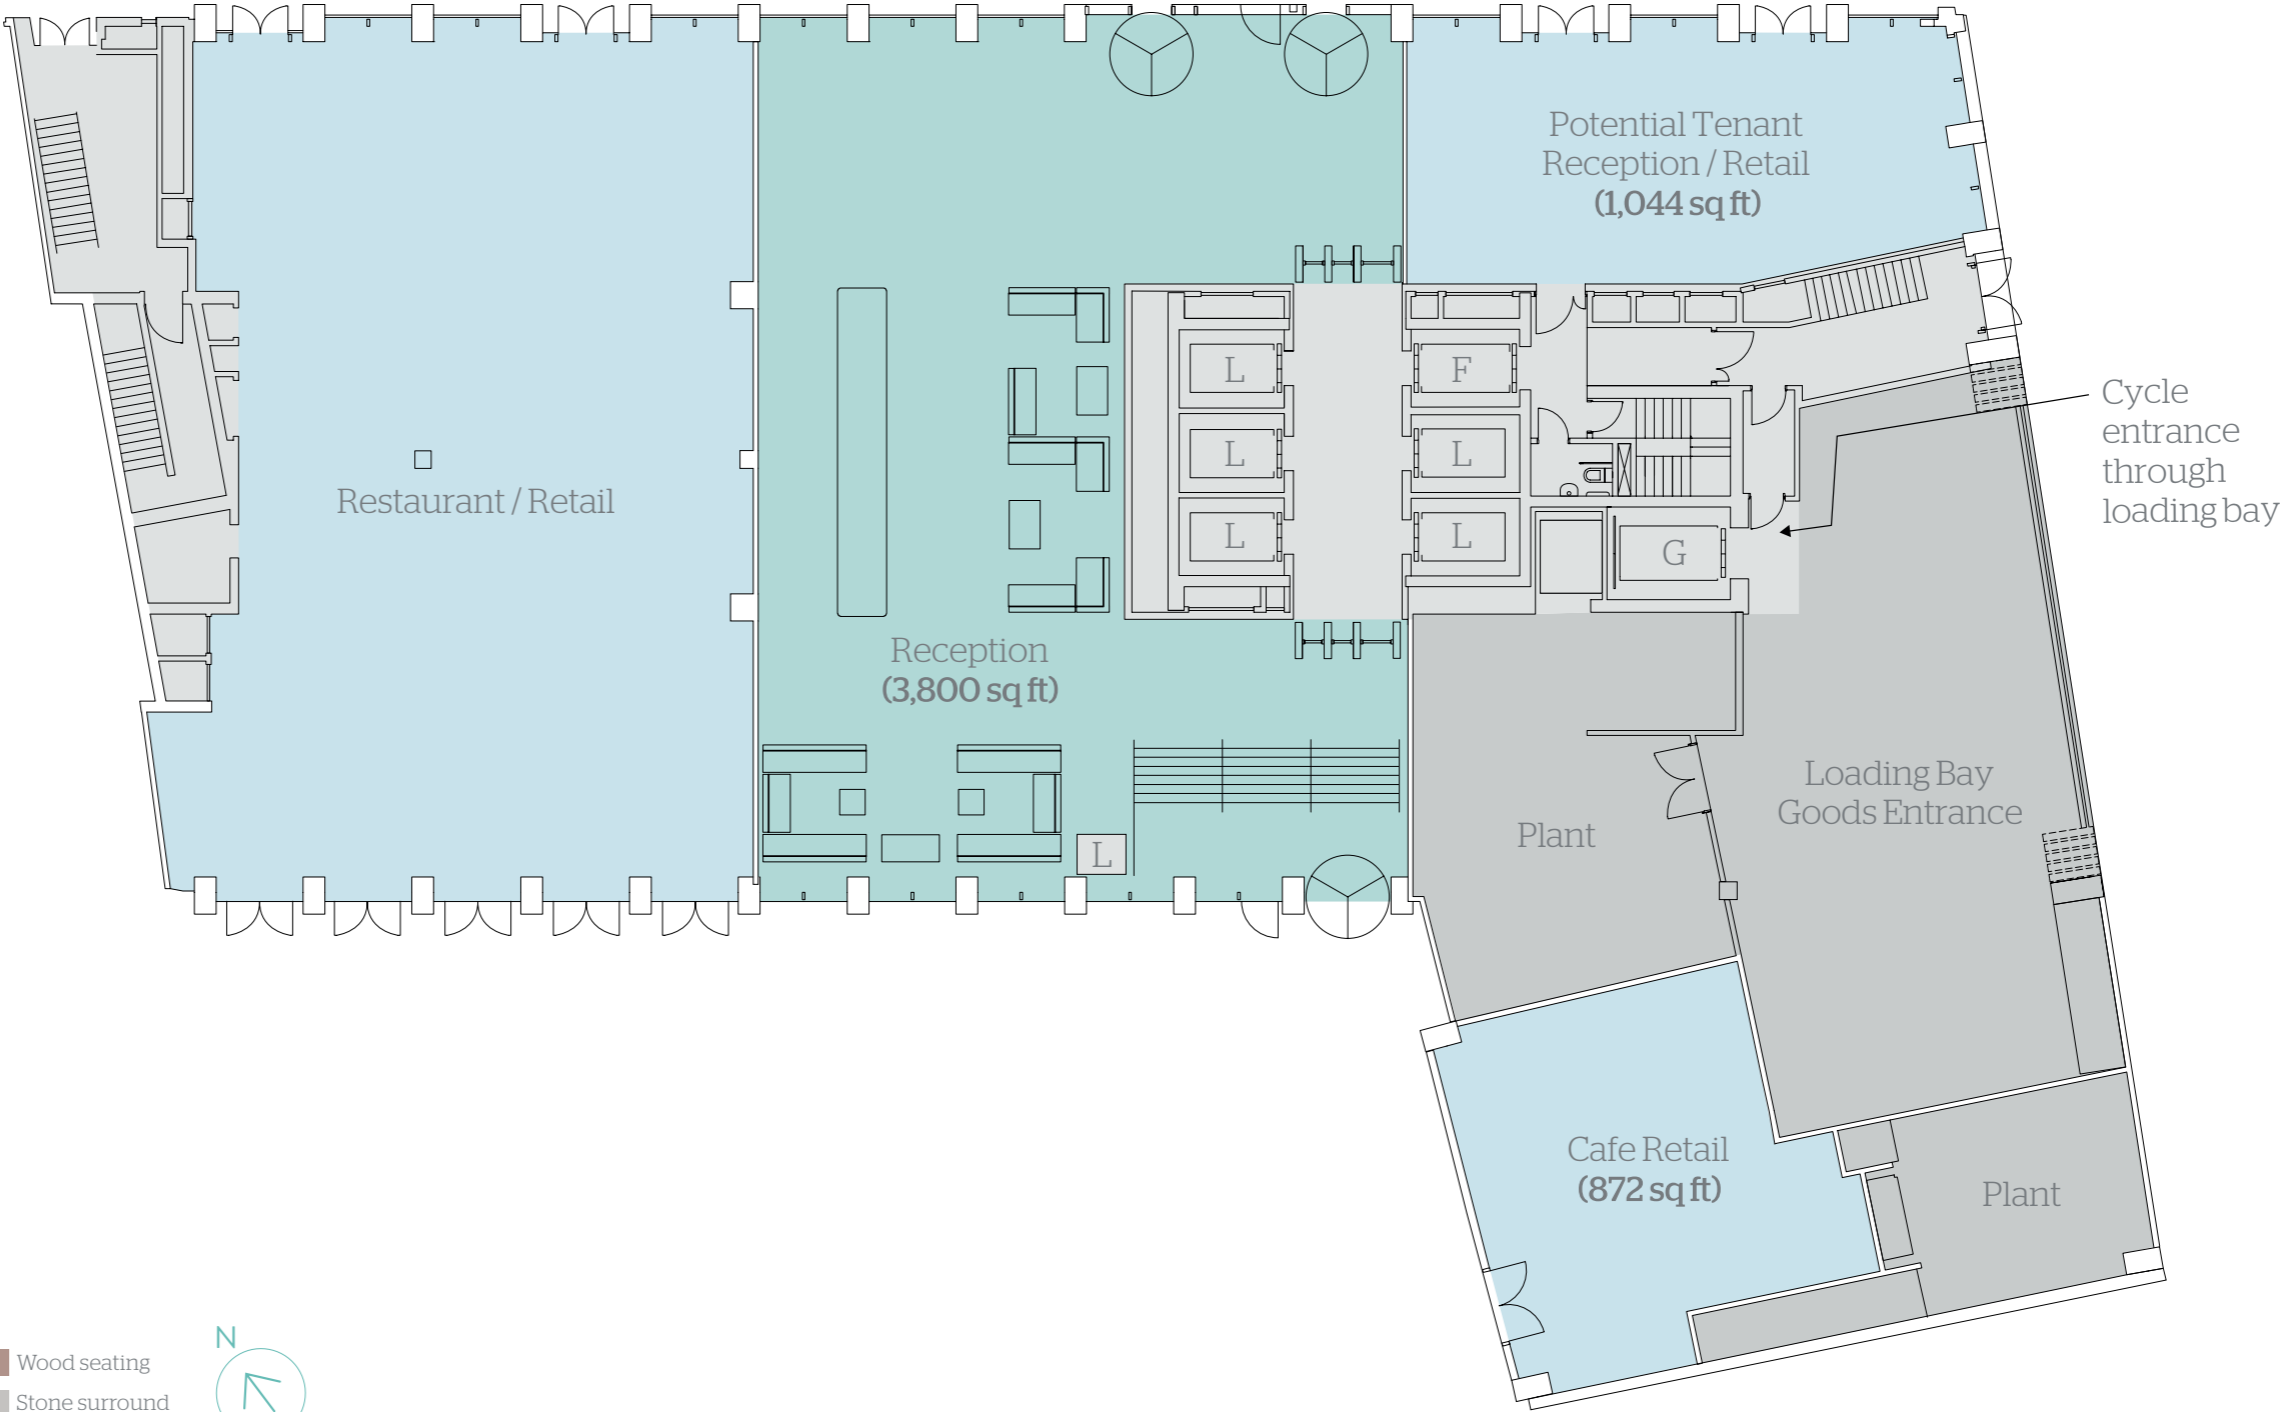 Potential Tenant
Reception / Retail
(1,044 sq ft)
L
F
L
L
L
L
G
Cycle
entrance
through
loading bay
Restaurant / Retail
Reception
(3,800 sq ft)
L
Plant
Loading Bay
Goods Entrance
Cafe Retail
(872 sq ft)
Plant
N
Wood seating
Stone surround